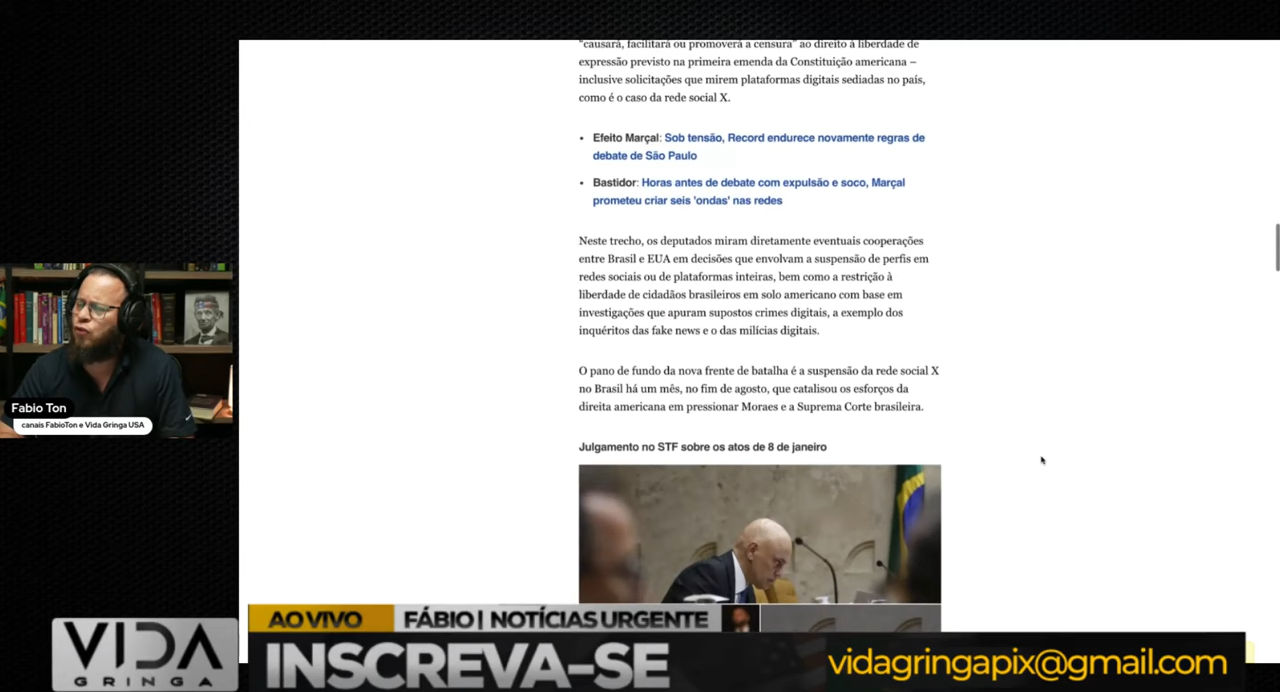 "causará, facilitará ou promoverá a censura" ao direito à liberdade de
expressão previsto na primeira emenda da Constituição americana –
inclusive solicitações que mirem plataformas digitais sediadas no país,
como é o caso da rede social X.
• Efeito Marçal: Sob tensão, Record endurece novamente regras de
debate de São Paulo
• Bastidor: Horas antes de debate com expulsão e soco, Marçal
prometeu criar seis 'ondas' nas redes
Neste trecho, os deputados miram diretamente eventuais cooperações
entre Brasil e EUA em decisões que envolvam a suspensão de perfis em
redes sociais ou de plataformas inteiras, bem como a restrição à
liberdade de cidadãos brasileiros em solo americano com base em
investigações que apuram supostos crimes digitais, a exemplo dos
inquéritos das fake news e o das milícias digitais.
O pano de fundo da nova frente de batalha é a suspensão da rede social X
no Brasil há um mês, no fim de agosto, que catalisou os esforços da
direita americana em pressionar Moraes e a Suprema Corte brasileira.
Julgamento no STF sobre os atos de 8 de janeiro
Fabio Ton
canais FabioTon e Vida Gringa USA
VIDA
GRINGA
AO VIVO
FÁBIO | NOTÍCIAS URGENTE
INSCREVA-SE
vidagringapix@gmail.com